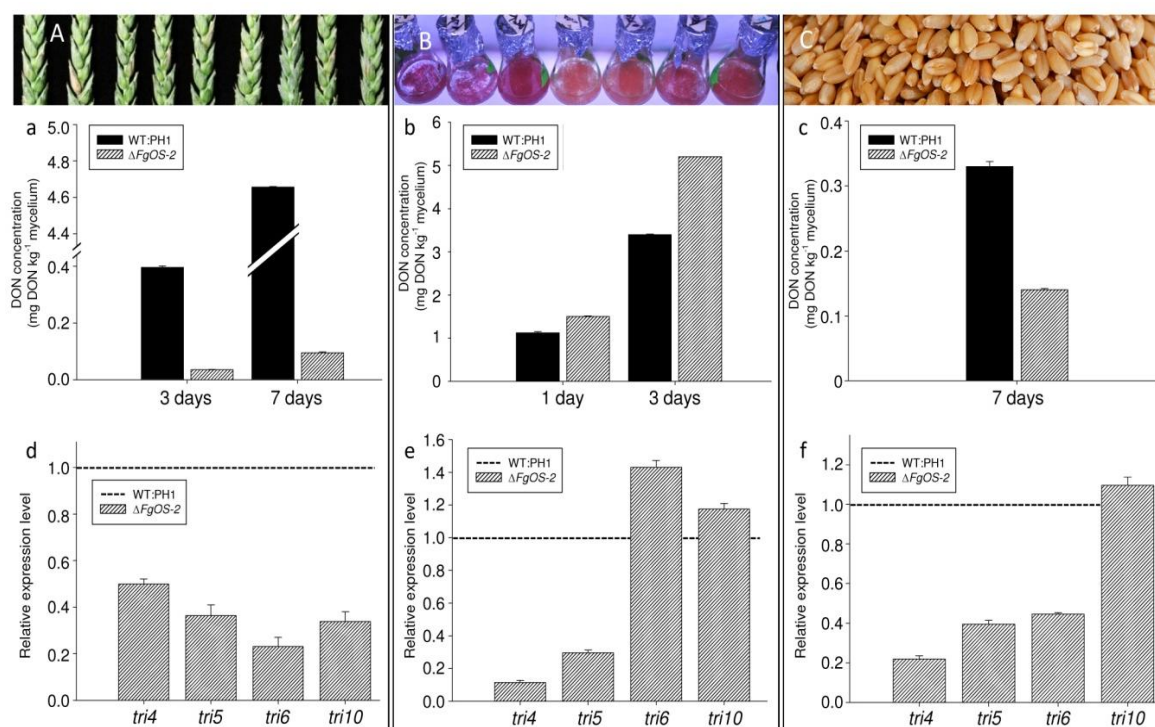 A
B
C
a
WT:PH1
ΔFgOS-2
DON concentration
(mg DON kg⁻¹ mycelium)
5.0
4.8
4.6
4.4
0.4
0.2
0.0
3 days
7 days
b
WT:PH1
ΔFgOS-2
DON concentration
(mg DON kg⁻¹ mycelium)
6
5
4
3
2
1
0
1 day
3 days
c
WT:PH1
ΔFgOS-2
DON concentration
(mg DON kg⁻¹ mycelium)
0.4
0.3
0.2
0.1
0
7 days
d
WT:PH1
ΔFgOS-2
Relative expression level
1.0
0.8
0.6
0.4
0.2
0.0
tri4 tri5 tri6 tri10
e
WT:PH1
ΔFgOS-2
Relative expression level
1.6
1.4
1.2
1.0
0.8
0.6
0.4
0.2
0.0
tri4 tri5 tri6 tri10
f
WT:PH1
ΔFgOS-2
Relative expression level
1.2
1.0
0.8
0.6
0.4
0.2
0.0
tri4 tri5 tri6 tri10